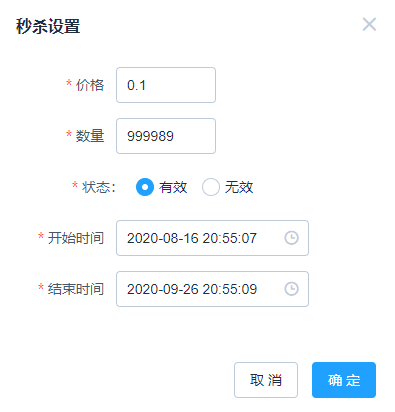 秒杀设置
* 价格 0.1
* 数量 999989
* 状态： 有效 无效
* 开始时间 2020-08-16 20:55:07
* 结束时间 2020-09-26 20:55:09
取 消 确 定